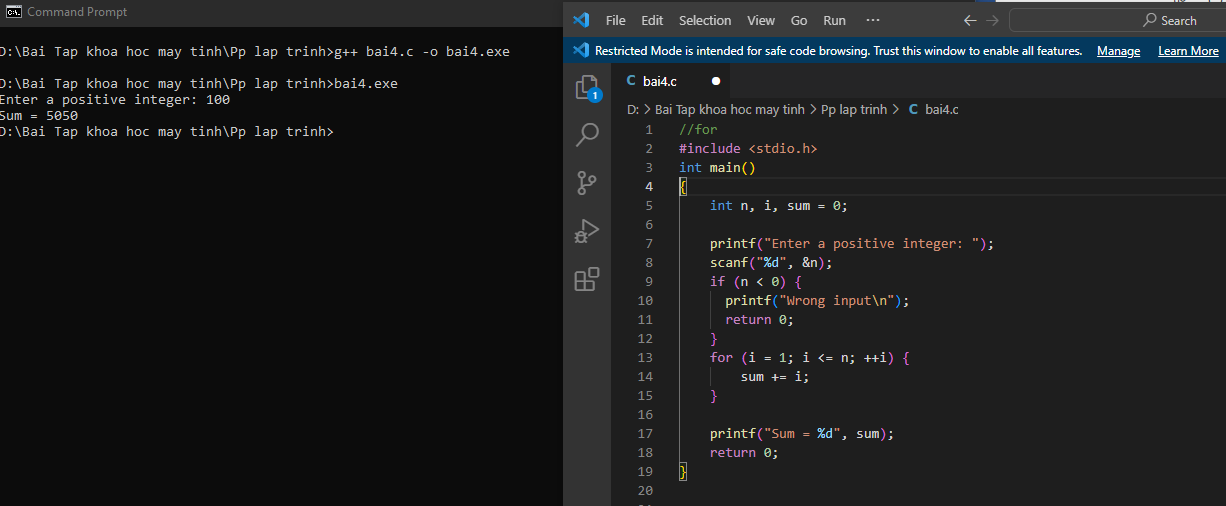 Command Prompt
D:\Bai Tap khoa hoc may tinh\Pp lap trinh>g++ bai4.c -o bai4.exe
D:\Bai Tap khoa hoc may tinh\Pp lap trinh>bai4.exe
Enter a positive integer: 100
Sum = 5050
D:\Bai Tap khoa hoc may tinh\Pp lap trinh>
File Edit Selection View Go Run ··· Search
Restricted Mode is intended for safe code browsing. Trust this window to enable all features. Manage Learn More
1
C bai4.c
D: > Bai Tap khoa hoc may tinh > Pp lap trinh > C bai4.c
1 //for
2 #include <stdio.h>
3 int main()
4 {
5 int n, i, sum = 0;
6
7 printf("Enter a positive integer: ");
8 scanf("%d", &n);
9 if (n < 0) {
10 printf("Wrong input\n");
11 return 0;
12 }
13 for (i = 1; i <= n; ++i) {
14 sum += i;
15 }
16
17 printf("Sum = %d", sum);
18 return 0;
19 }
20